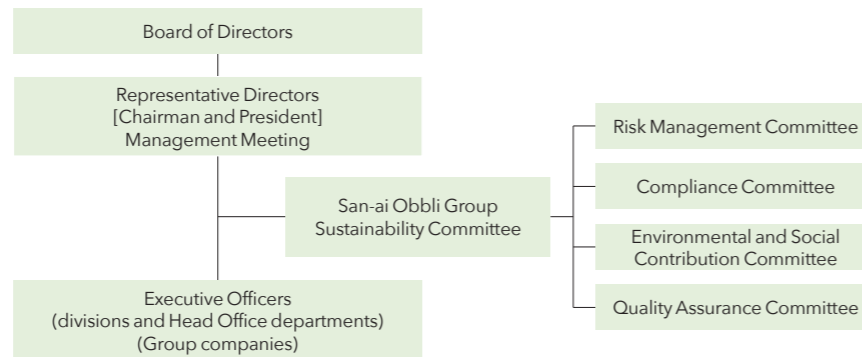 Board of Directors
Representative Directors
[Chairman and President]
Management Meeting
San-ai Obbli Group
Sustainability Committee
Executive Officers
(divisions and Head Office departments)
(Group companies)
Risk Management Committee
Compliance Committee
Environmental and Social
Contribution Committee
Quality Assurance Committee